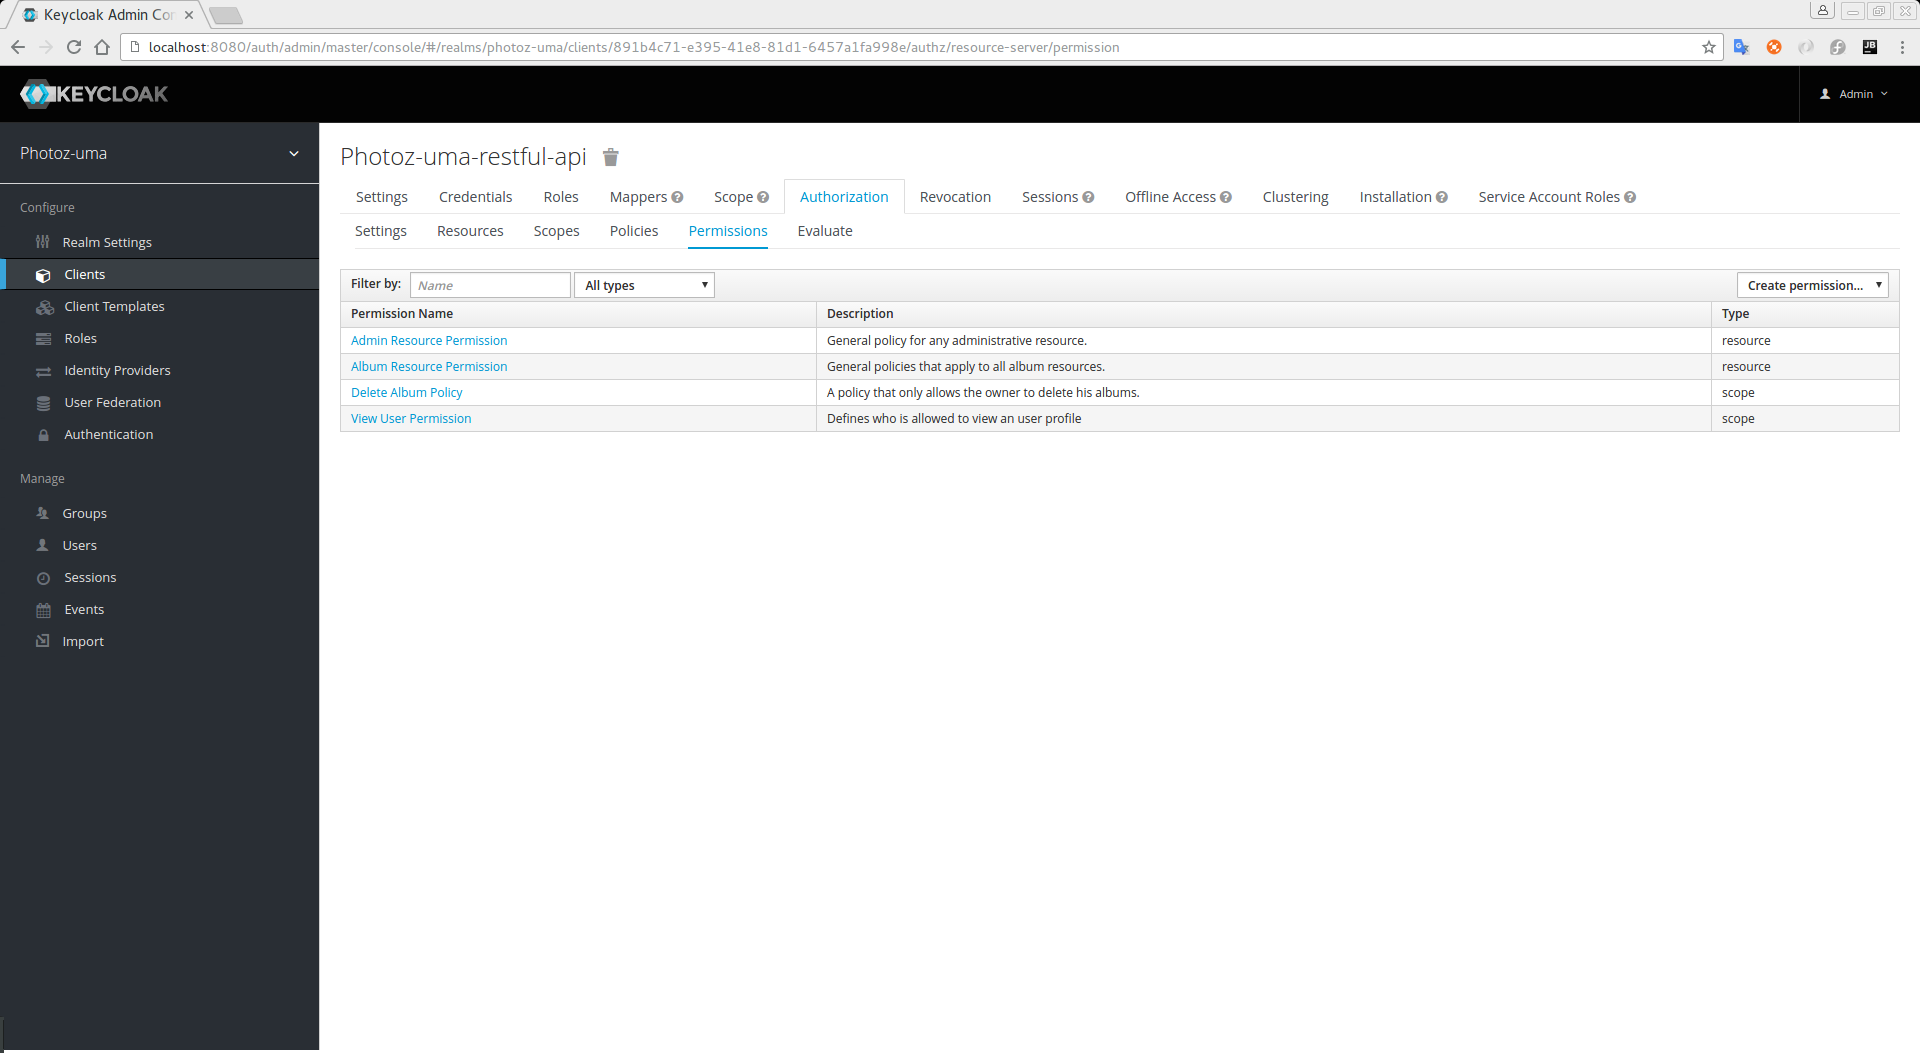 Keycloak Admin Cor
localhost:8080/auth/admin/master/console/#/realms/photoz-uma/clients/891b4c71-e395-41e8-81d1-6457a1fa998e/authz/resource-server/permission
JB
KEYCLOAK
Admin
Photoz-uma
Configure
Realm Settings
Clients
Client Templates
Roles
Identity Providers
User Federation
Authentication
Manage
Groups
Users
Sessions
Events
Import
Photoz-uma-restful-api
Settings Credentials Roles Mappers ? Scope ? Authorization Revocation Sessions ? Offline Access ? Clustering Installation ? Service Account Roles ?
Settings Resources Scopes Policies Permissions Evaluate
Filter by: Name All types Create permission...
Permission Name Description Type
Admin Resource Permission General policy for any administrative resource. resource
Album Resource Permission General policies that apply to all album resources. resource
Delete Album Policy A policy that only allows the owner to delete his albums. scope
View User Permission Defines who is allowed to view an user profile scope